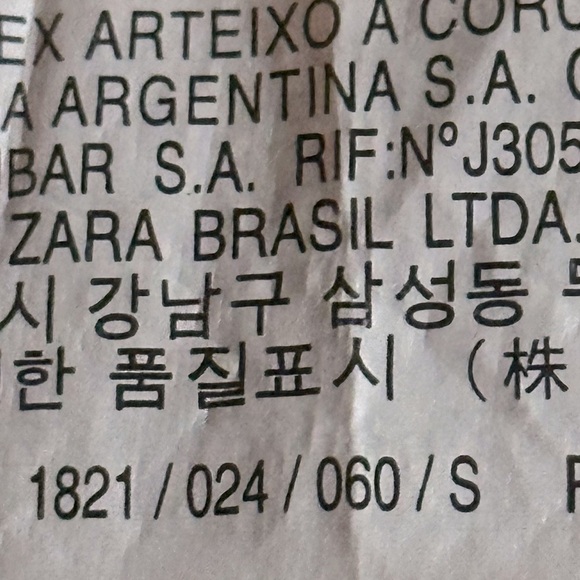 EX ARTEIXO A CORU
A ARGENTINA S.A.
BAR S.A. RIF:NºJ305
ZARA BRASIL LTDA.
시 강남구 삼성동
한 품질표시 (株
1821 / 024 / 060 / S